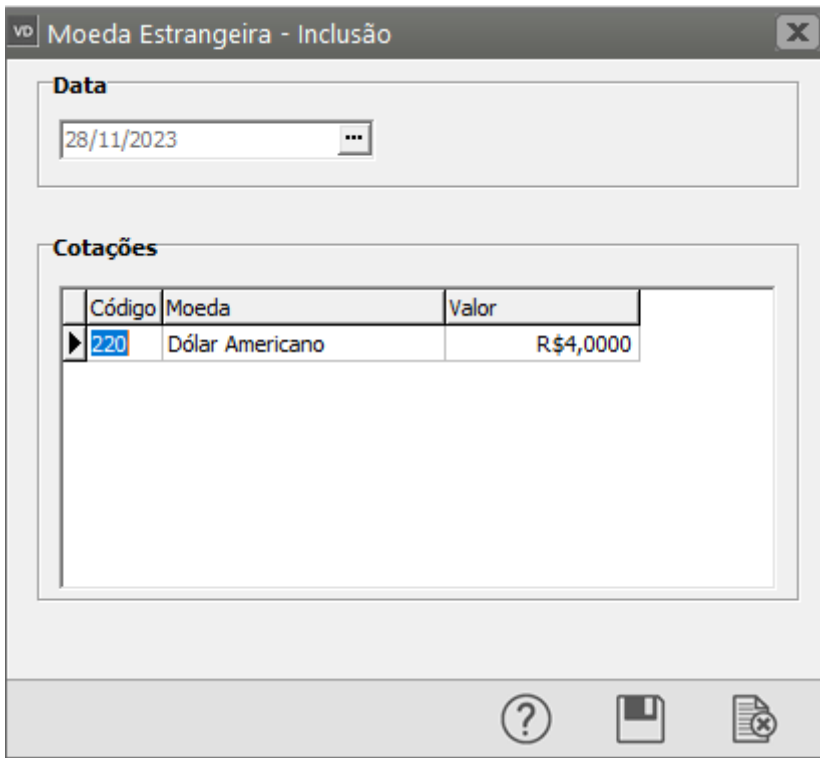 VD Moeda Estrangeira - Inclusão
Data
28/11/2023 ...
Cotações
Código Moeda Valor
220 Dólar Americano R$4,0000
?